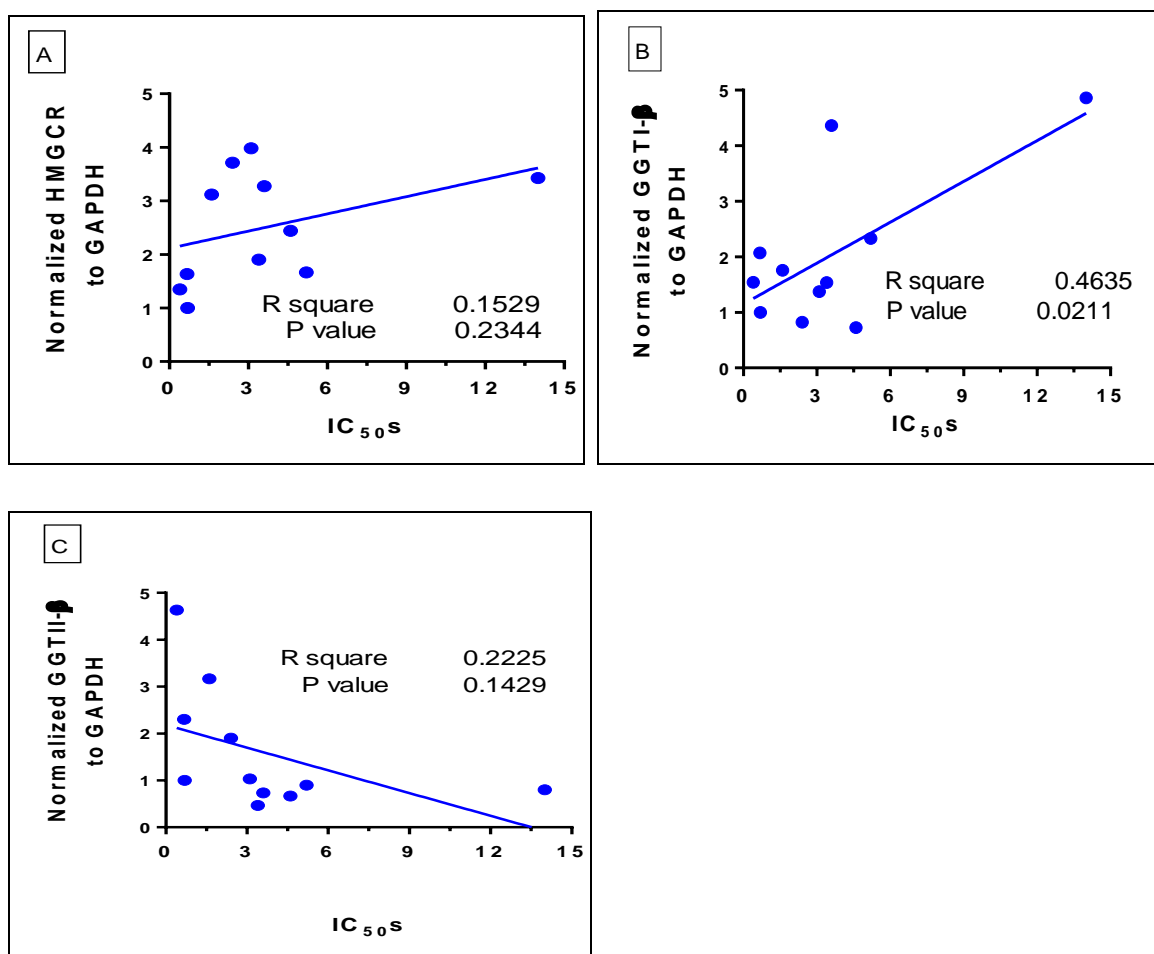 A
Normalized HMGCR
to GAPDH
5
4
3
2
1
0
R square 0.1529
P value 0.2344
0 3 6 9 12 15
IC50s
B
Normalized GGTI-β
to GAPDH
5
4
3
2
1
0
R square 0.4635
P value 0.0211
0 3 6 9 12 15
IC50s
C
Normalized GGTII-β
to GAPDH
5
4
3
2
1
0
R square 0.2225
P value 0.1429
0 3 6 9 12 15
IC50s